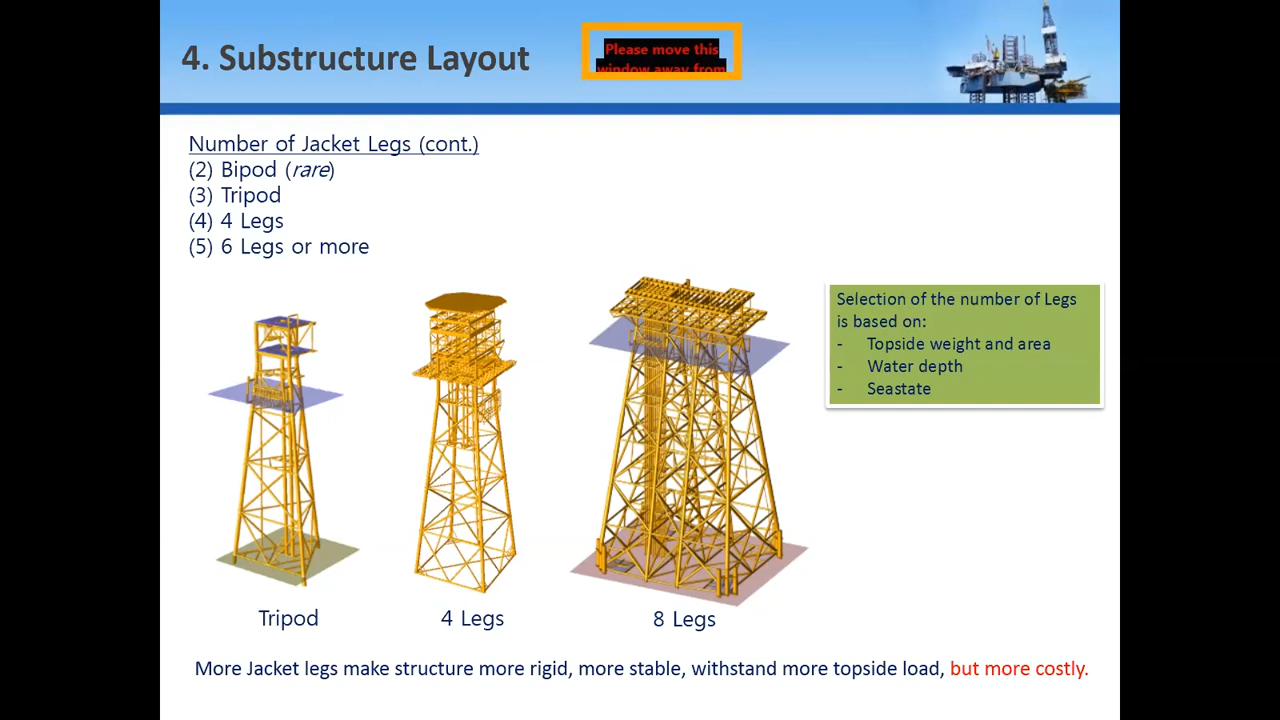 4. Substructure Layout
Please move this
window away from
Number of Jacket Legs (cont.)
(2) Bipod (rare)
(3) Tripod
(4) 4 Legs
(5) 6 Legs or more
Selection of the number of Legs
is based on:
- Topside weight and area
- Water depth
- Seastate
Tripod
4 Legs
8 Legs
More Jacket legs make structure more rigid, more stable, withstand more topside load, but more costly.